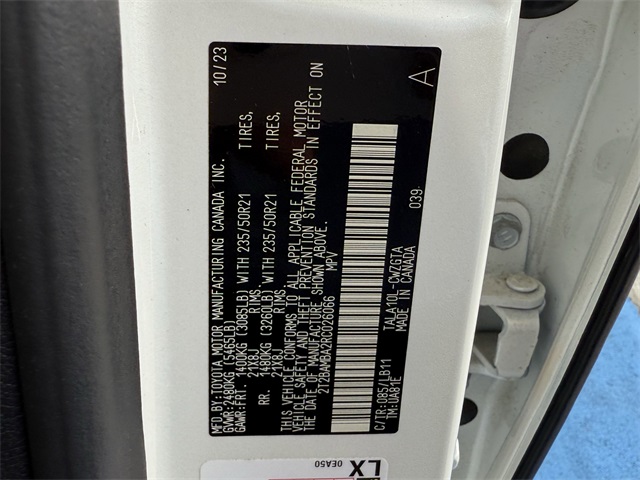 MFD.BY:TOYOTA MOTOR MANUFACTURING CANADA INC. 10/23
GVWR:2480KG(5465LB)
GAWR:FRT. 1400KG(3085LB) WITH 235/50R21 TIRES,
21X8J RIMS.
RR. 1480KG(3260LB) WITH 235/50R21 TIRES,
21X8J RIMS.
THIS VEHICLE CONFORMS TO ALL APPLICABLE FEDERAL MOTOR
VEHICLE SAFETY AND THEFT PREVENTION STANDARDS IN EFFECT ON
THE DATE OF MANUFACTURE SHOWN ABOVE.
2T2BAMBA2RC026066 MPV
C/TR:085/LB11 TALA10L-CWZGTA 039- A
TM:UA81E MADE IN CANADA
LX
0EA50